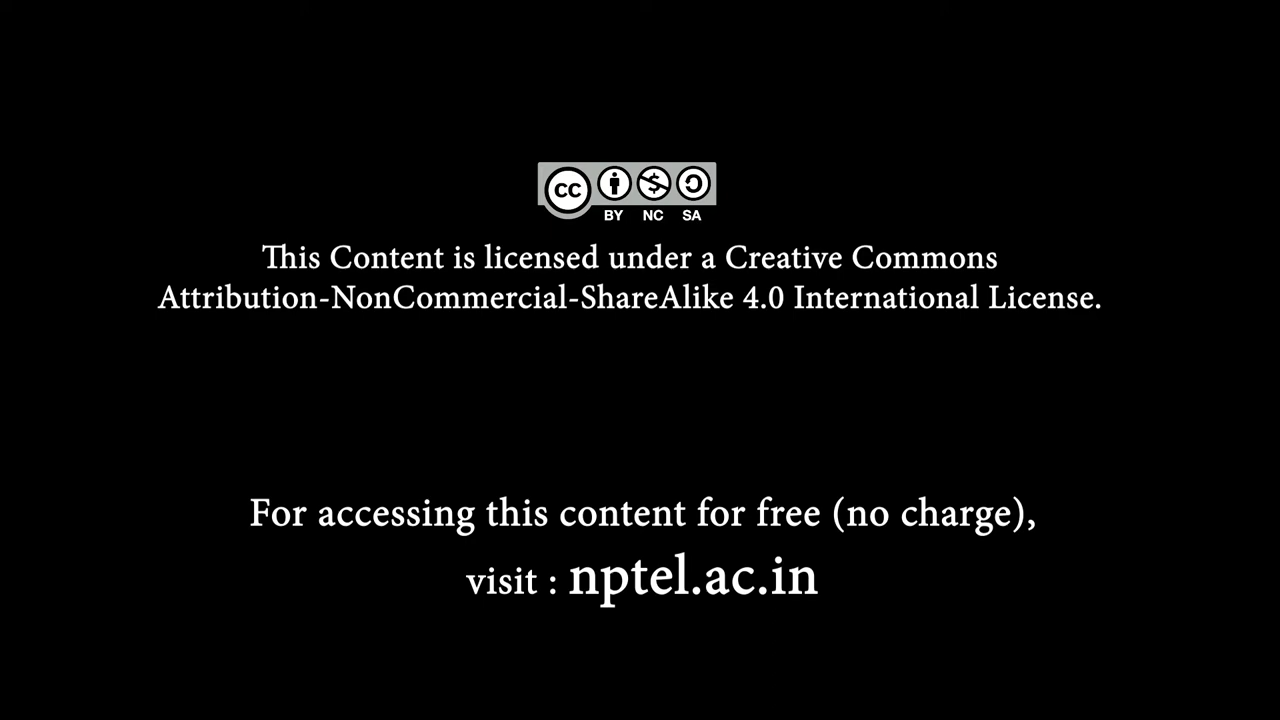 CC
BY NC SA
This Content is licensed under a Creative Commons
Attribution-NonCommercial-ShareAlike 4.0 International License.
For accessing this content for free (no charge),
visit : nptel.ac.in